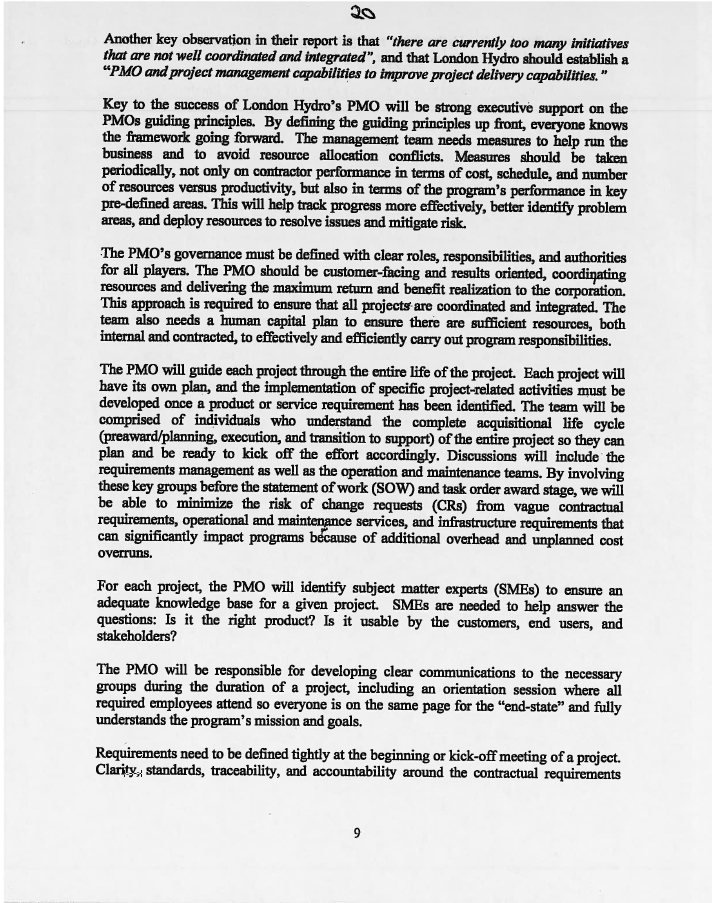 20
Another key observation in their report is that "there are currently too many initiatives
that are not well coordinated and integrated", and that London Hydro should establish a
"PMO and project management capabilities to improve project delivery capabilities."
Key to the success of London Hydro's PMO will be strong executive support on the
PMOs guiding principles. By defining the guiding principles up front, everyone knows
the framework going forward. The management team needs measures to help run the
business and to avoid resource allocation conflicts. Measures should be taken
periodically, not only on contractor performance in terms of cost, schedule, and number
of resources versus productivity, but also in terms of the program's performance in key
pre-defined areas. This will help track progress more effectively, better identify problem
areas, and deploy resources to resolve issues and mitigate risk.
The PMO's governance must be defined with clear roles, responsibilities, and authorities
for all players. The PMO should be customer-facing and results oriented, coordinating
resources and delivering the maximum return and benefit realization to the corporation.
This approach is required to ensure that all projects are coordinated and integrated. The
team also needs a human capital plan to ensure there are sufficient resources, both
internal and contracted, to effectively and efficiently carry out program responsibilities.
The PMO will guide each project through the entire life of the project. Each project will
have its own plan, and the implementation of specific project-related activities must be
developed once a product or service requirement has been identified. The team will be
comprised of individuals who understand the complete acquisitional life cycle
(preaward/planning, execution, and transition to support) of the entire project so they can
plan and be ready to kick off the effort accordingly. Discussions will include the
requirements management as well as the operation and maintenance teams. By involving
these key groups before the statement of work (SOW) and task order award stage, we will
be able to minimize the risk of change requests (CRs) from vague contractual
requirements, operational and maintenance services, and infrastructure requirements that
can significantly impact programs because of additional overhead and unplanned cost
overruns.
For each project, the PMO will identify subject matter experts (SMEs) to ensure an
adequate knowledge base for a given project. SMEs are needed to help answer the
questions: Is it the right product? Is it usable by the customers, end users, and
stakeholders?
The PMO will be responsible for developing clear communications to the necessary
groups during the duration of a project, including an orientation session where all
required employees attend so everyone is on the same page for the "end-state" and fully
understands the program's mission and goals.
Requirements need to be defined tightly at the beginning or kick-off meeting of a project.
Clarity, standards, traceability, and accountability around the contractual requirements
9